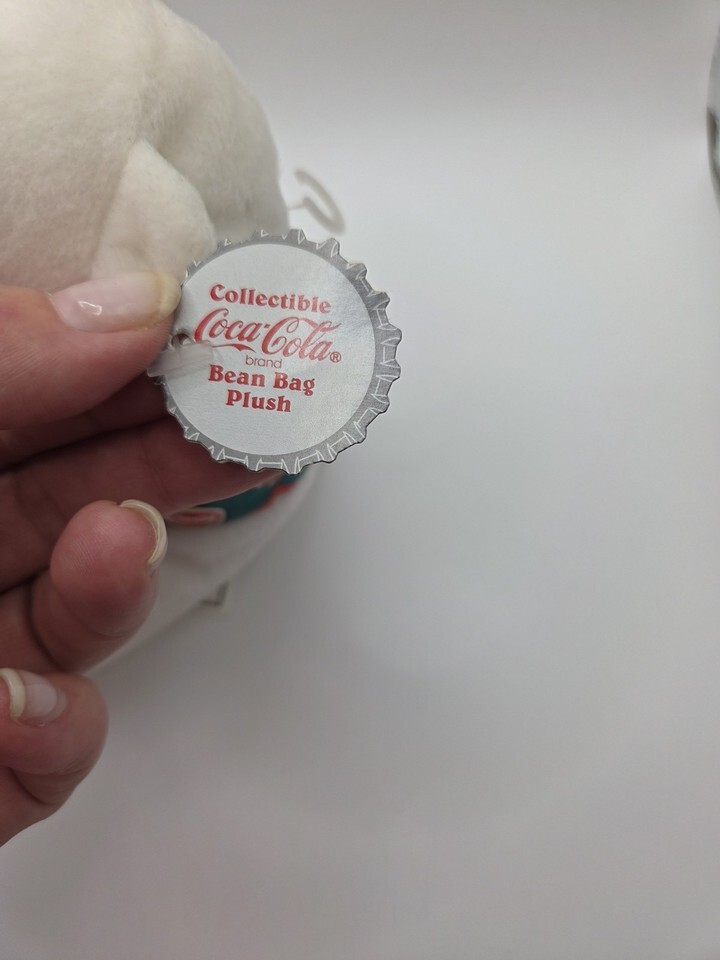 Collectible
Coca-Cola®
brand
Bean Bag
Plush